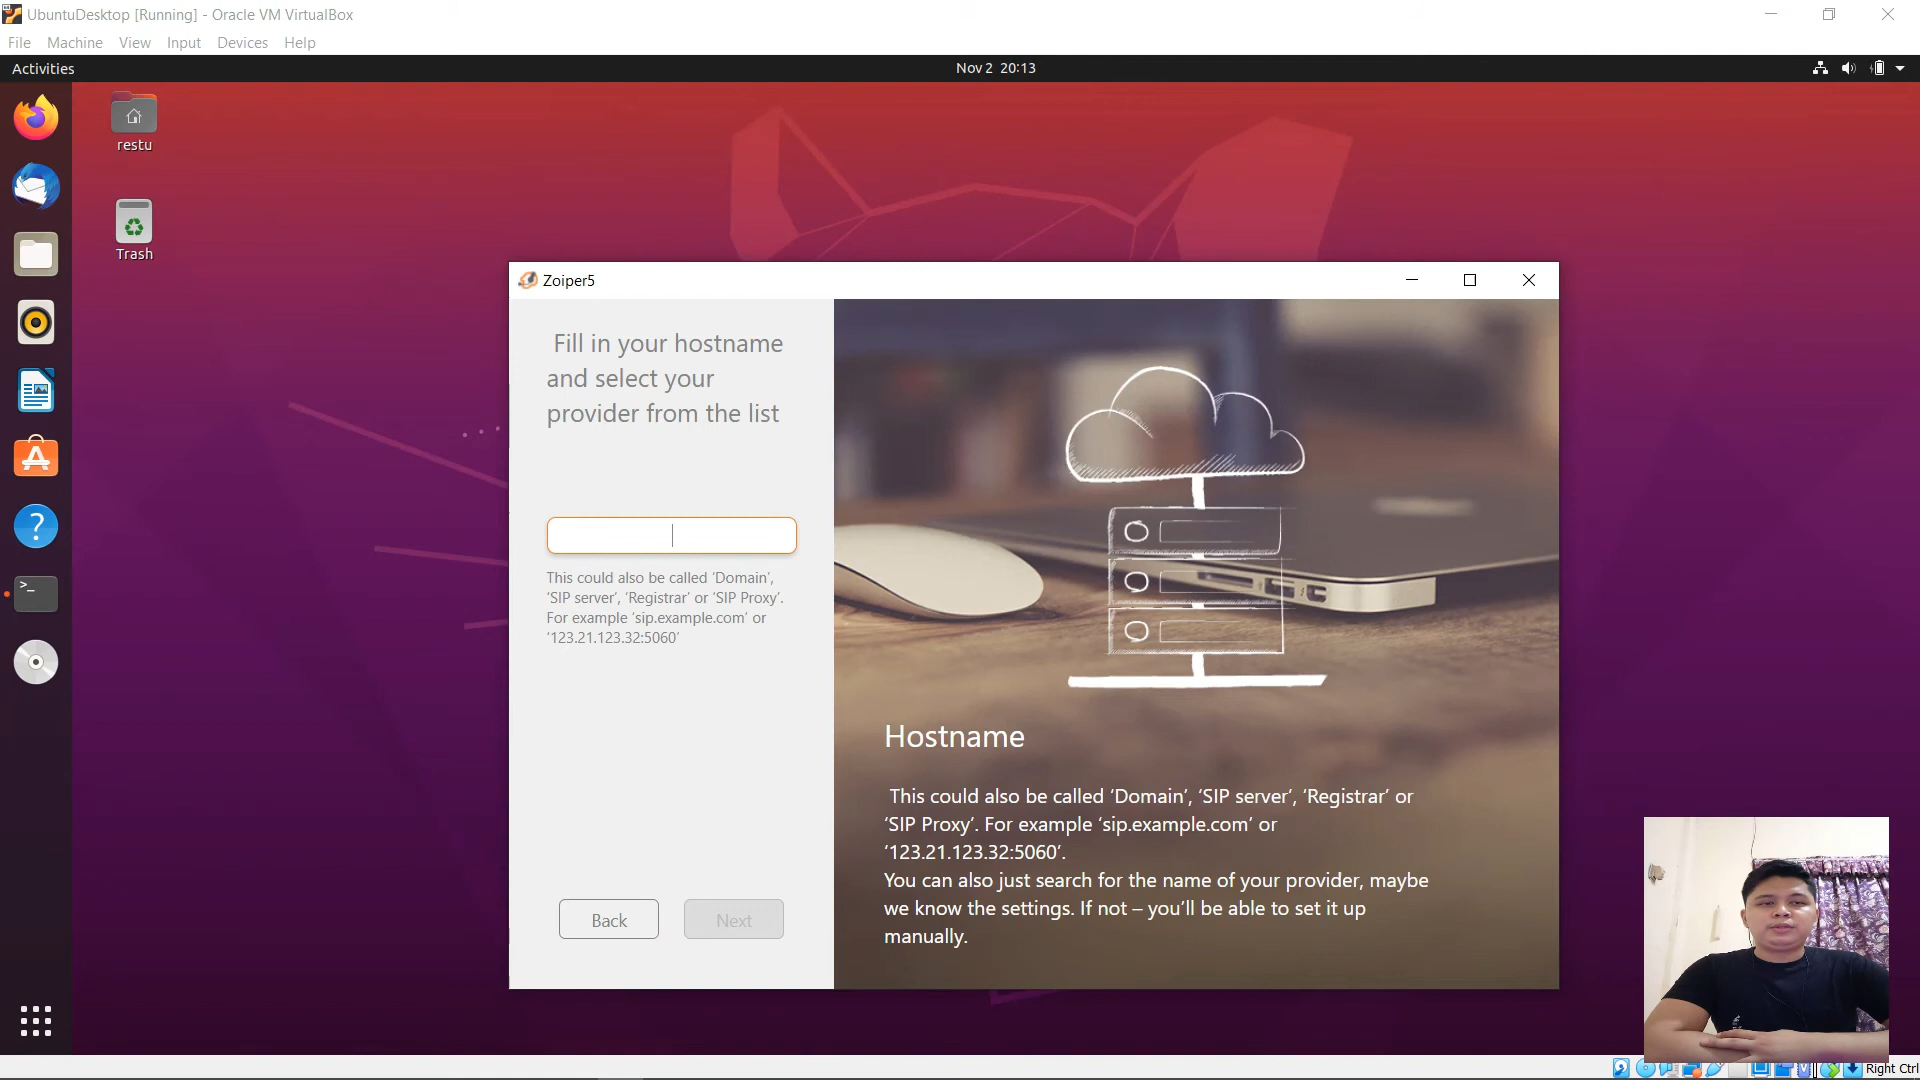 UbuntuDesktop [Running] - Oracle VM VirtualBox
File Machine View Input Devices Help
Activities
Nov 2 20:13
restu
Trash
Zoiper5
Fill in your hostname
and select your
provider from the list
This could also be called ‘Domain’,
‘SIP server’, ‘Registrar’ or ‘SIP Proxy’.
For example ‘sip.example.com’ or
‘123.21.123.32:5060’
Back
Next
Hostname
This could also be called ‘Domain’, ‘SIP server’, ‘Registrar’ or
‘SIP Proxy’. For example ‘sip.example.com’ or
‘123.21.123.32:5060’.
You can also just search for the name of your provider, maybe
we know the settings. If not – you’ll be able to set it up
manually.
Right Ctrl